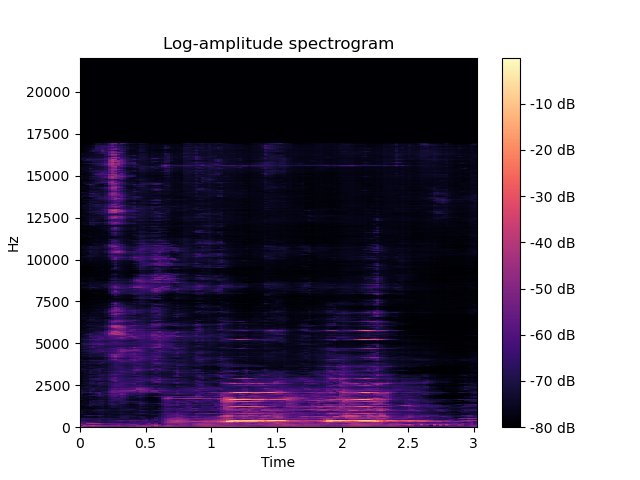 Log-amplitude spectrogram
Hz
20000
17500
15000
12500
10000
7500
5000
2500
0
0 0.5 1 1.5 2 2.5 3
Time
-10 dB
-20 dB
-30 dB
-40 dB
-50 dB
-60 dB
-70 dB
-80 dB